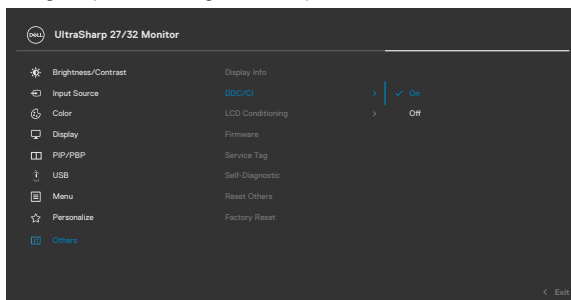 DELL
UltraSharp 27/32 Monitor
Brightness/Contrast
Input Source
Color
Display
PIP/PBP
USB
Menu
Personalize
Others
Display Info
DDC/CI
LCD Conditioning
Firmware
Service Tag
Self-Diagnostic
Reset Others
Factory Reset
On
Off
Exit